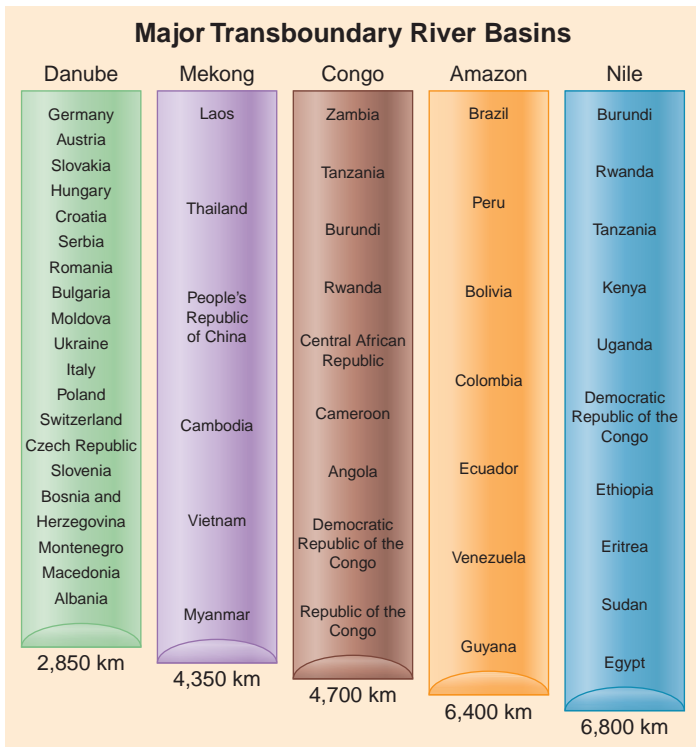 Major Transboundary River Basins
Danube
Germany
Austria
Slovakia
Hungary
Croatia
Serbia
Romania
Bulgaria
Moldova
Ukraine
Italy
Poland
Switzerland
Czech Republic
Slovenia
Bosnia and
Herzegovina
Montenegro
Macedonia
Albania
2,850 km
Mekong
Laos
Thailand
People's
Republic
of China
Cambodia
Vietnam
Myanmar
4,350 km
Congo
Zambia
Tanzania
Burundi
Rwanda
Central African
Republic
Cameroon
Angola
Democratic
Republic of the
Congo
Republic of the
Congo
4,700 km
Amazon
Brazil
Peru
Bolivia
Colombia
Ecuador
Venezuela
Guyana
6,400 km
Nile
Burundi
Rwanda
Tanzania
Kenya
Uganda
Democratic
Republic of the
Congo
Ethiopia
Eritrea
Sudan
Egypt
6,800 km